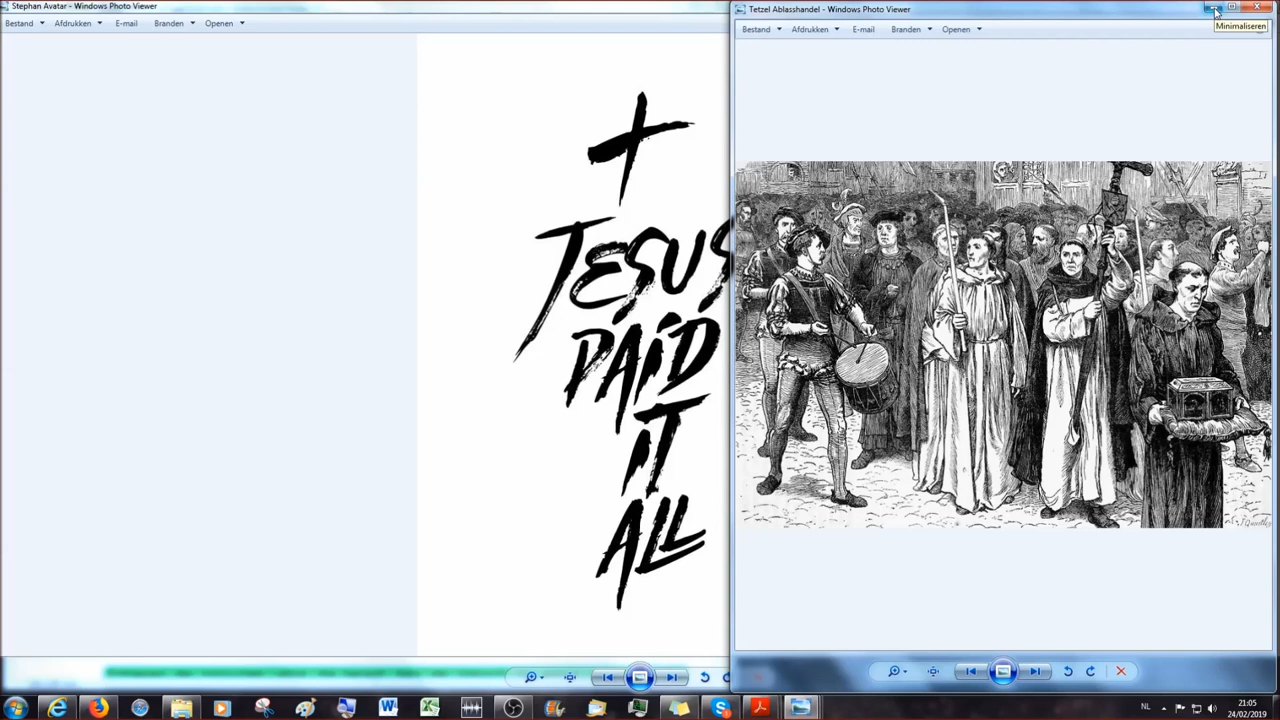 Stephan Avatar - Windows Photo Viewer
Bestand Afdrukken E-mail Branden Openen
JESUS
PAID
IT
ALL
Tetzel Ablasshandel - Windows Photo Viewer
Minimaliseren
Bestand Afdrukken E-mail Branden Openen
NL
21:05
24/02/2019